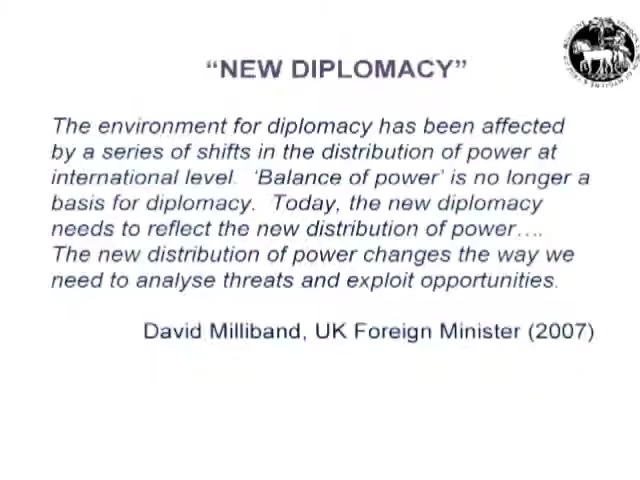 “NEW DIPLOMACY”
The environment for diplomacy has been affected
by a series of shifts in the distribution of power at
international level.  ‘Balance of power’ is no longer a
basis for diplomacy.  Today, the new diplomacy
needs to reflect the new distribution of power….
The new distribution of power changes the way we
need to analyse threats and exploit opportunities.
David Milliband, UK Foreign Minister (2007)